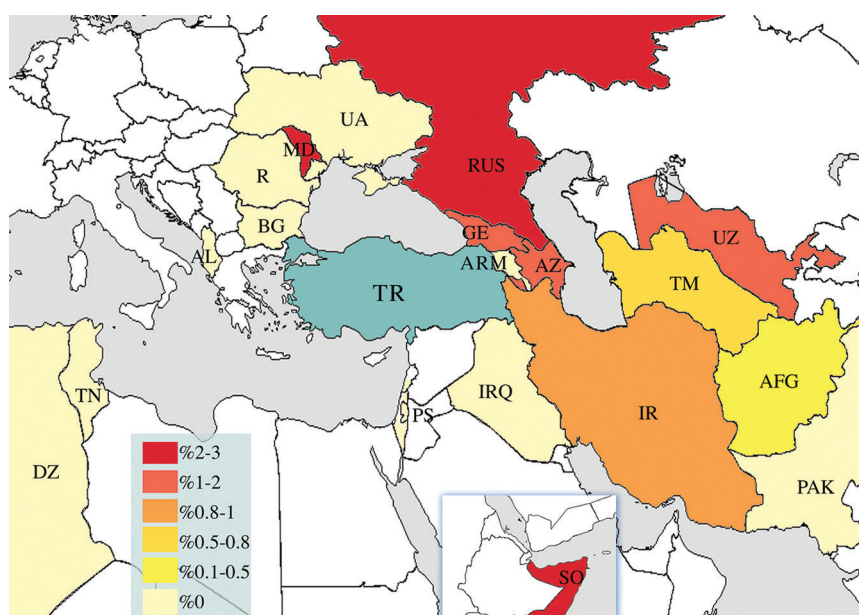 UA
MD
RUS
R
BG
GE
UZ
AL
ARM
AZ
TR
TM
TN
PS
IRQ
AFG
IR
DZ
PAK
SO
%2-3
%1-2
%0.8-1
%0.5-0.8
%0.1-0.5
%0